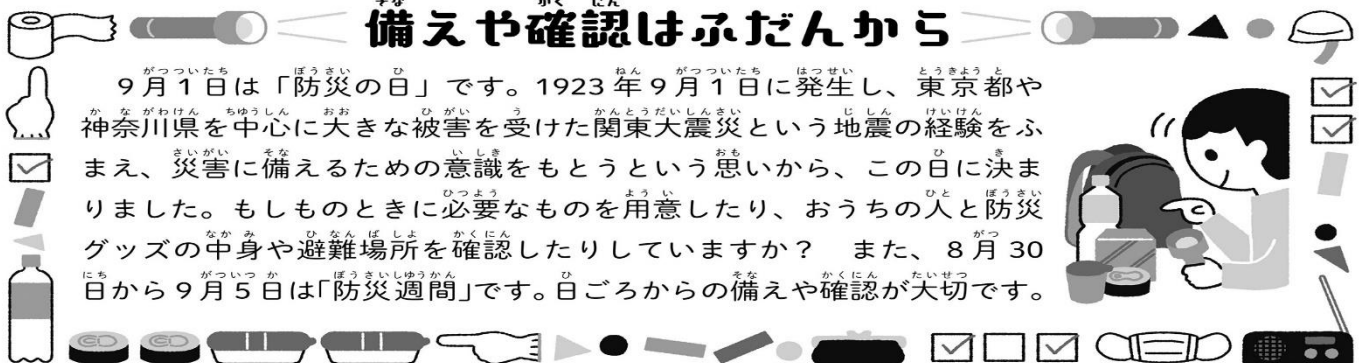 備えや確認はふだんから
9月1日は「防災の日」です。1923年9月1日に発生し、東京都や
神奈川県を中心に大きな被害を受けた関東大震災という地震の経験をふ
まえ、災害に備えるための意識をもとうという思いから、この日に決ま
りました。もしものときに必要なものを用意したり、おうちの人と防災
グッズの中身や避難場所を確認したりしていますか?　また、8月30
日から9月5日は「防災週間」です。日ごろからの備えや確認が大切です。